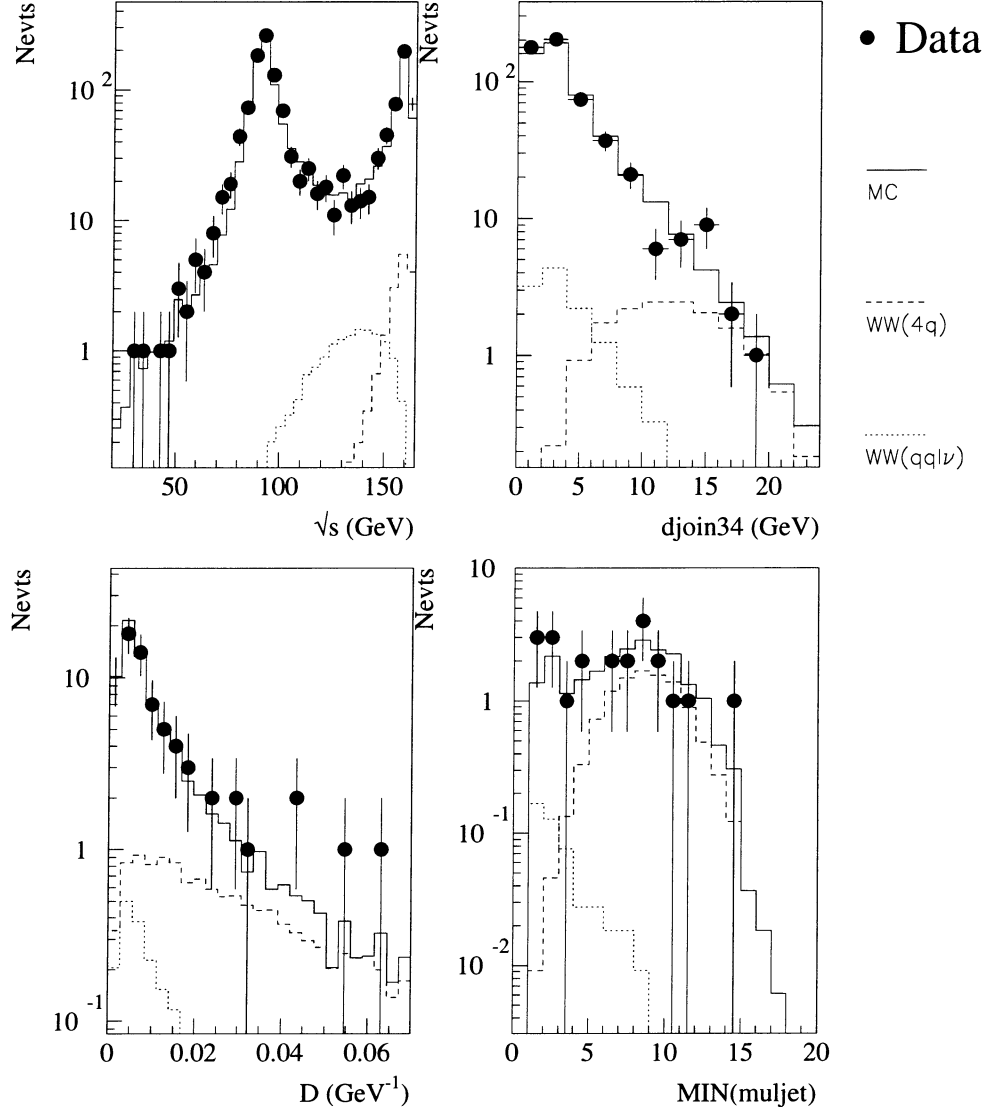 Nevts
10 2
10
1
50
100
150
√s (GeV)
Nevts
10 2
10
1
0
5
10
15
20
djoin34 (GeV)
Data
MC
WW(4q)
WW(qqlν)
Nevts
10
1
10 -1
0
0.02
0.04
0.06
D (GeV-1)
Nevts
10
1
10 -1
10 -2
0
5
10
15
20
MIN(muljet)